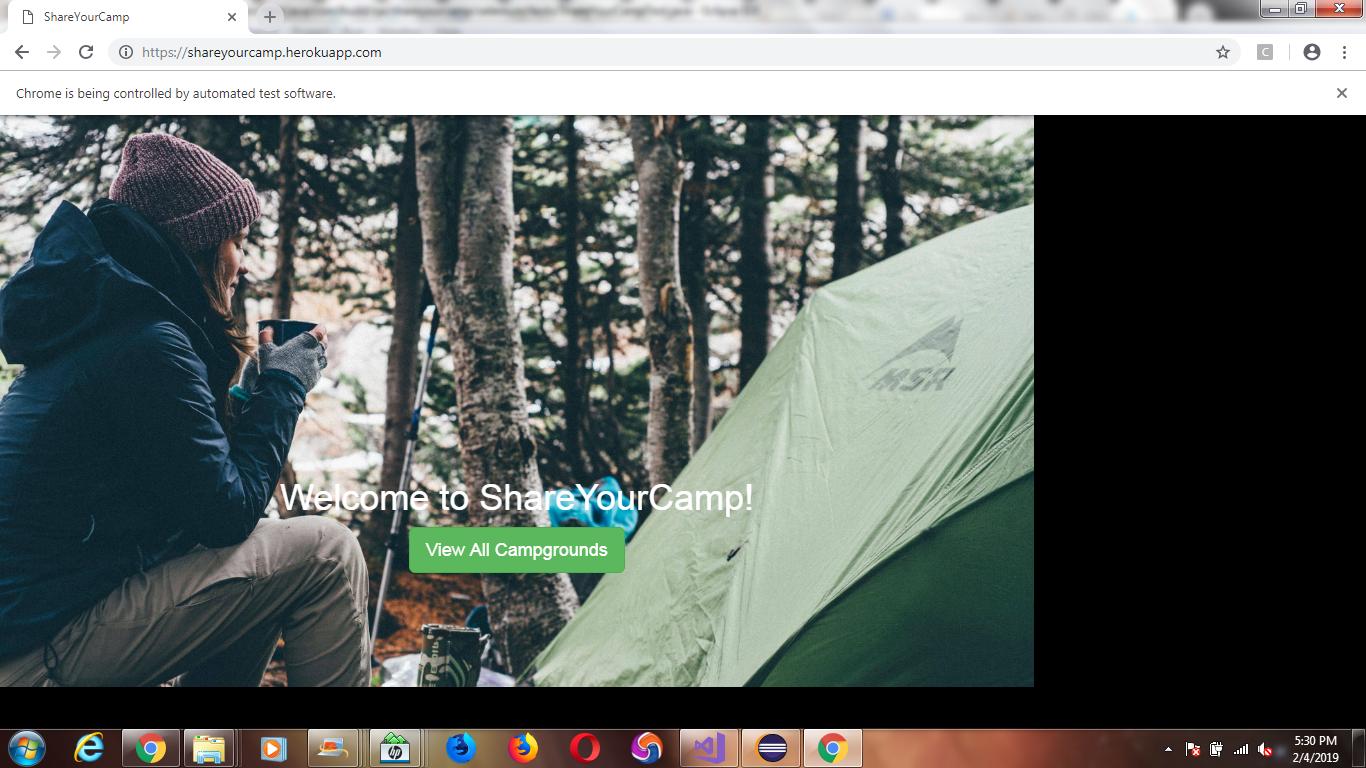 ShareYourCamp
https://shareyourcamp.herokuapp.com
C
Chrome is being controlled by automated test software.
MSR
Welcome to ShareYourCamp!
View All Campgrounds
hp
5:30 PM
2/4/2019